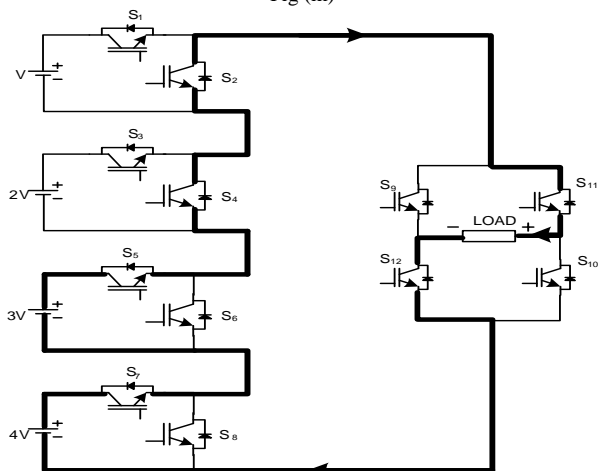 Fig (m)
S1
+
V
−
S2
S3
+
2V
−
S4
S9
S11
− LOAD +
S5
S12
S10
+
3V
−
S6
S7
+
4V
−
S8